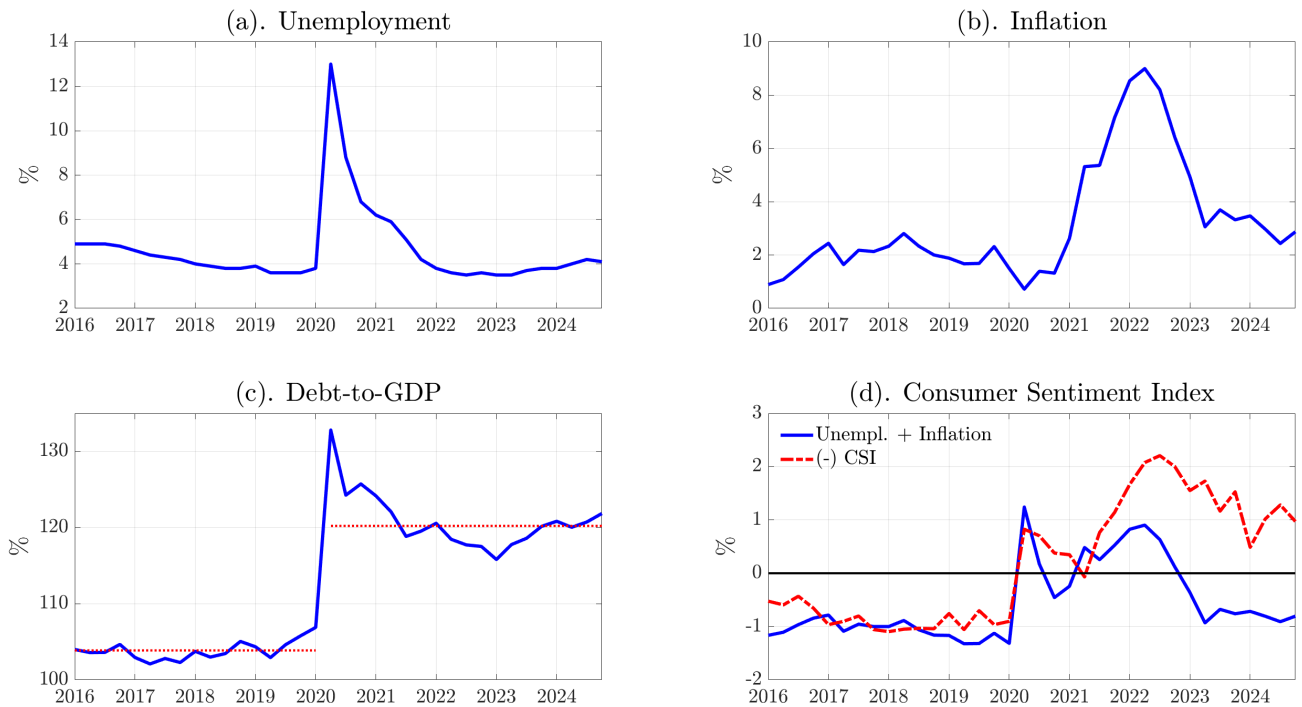 (a). Unemployment
14
12
10
8
6
4
2
%
2016 2017 2018 2019 2020 2021 2022 2023 2024
(b). Inflation
10
8
6
4
2
0
%
2016 2017 2018 2019 2020 2021 2022 2023 2024
(c). Debt-to-GDP
130
120
110
100
%
2016 2017 2018 2019 2020 2021 2022 2023 2024
(d). Consumer Sentiment Index
3
2
1
0
-1
-2
%
Unempl. + Inflation
(-) CSI
2016 2017 2018 2019 2020 2021 2022 2023 2024